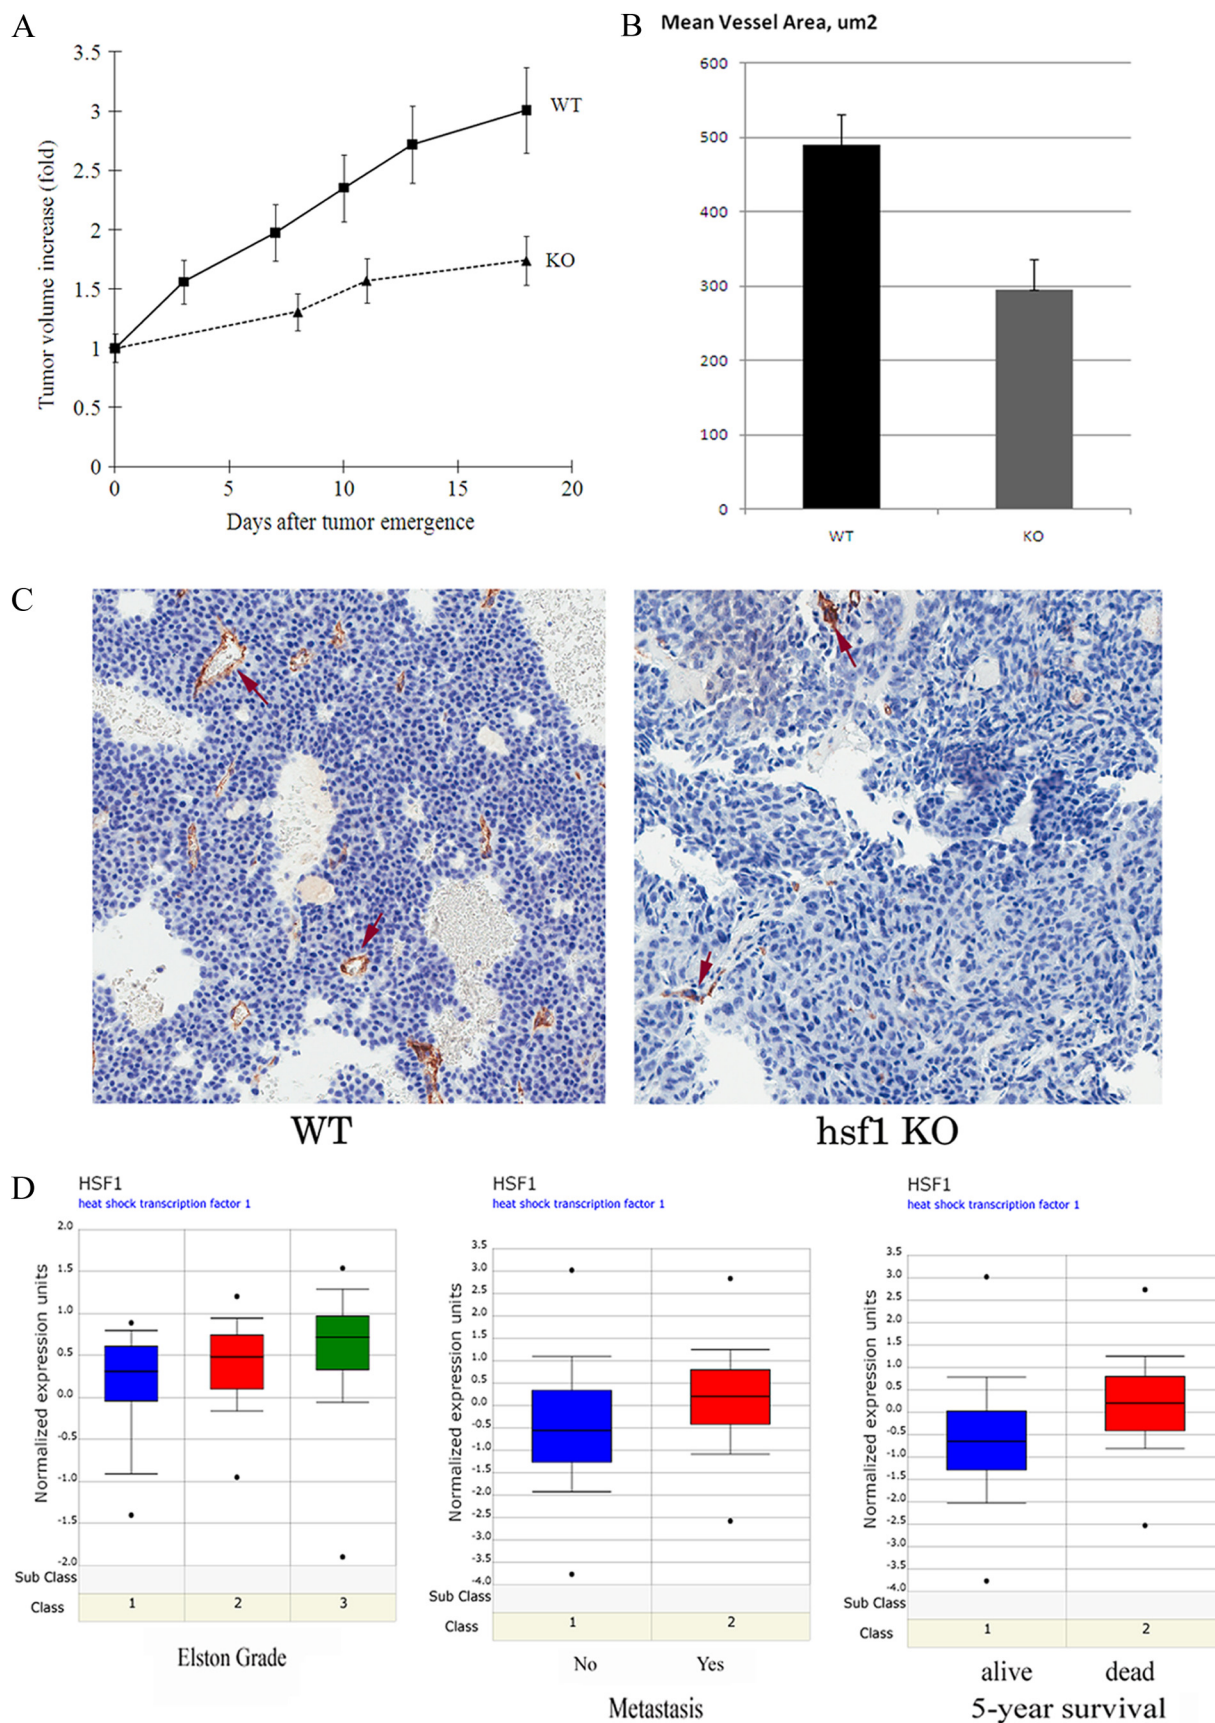 A
3.5
3
2.5
2
1.5
1
0.5
0
Tumor volume increase (fold)
WT
KO
0 5 10 15 20
Days after tumor emergence
B Mean Vessel Area, um2
600
500
400
300
200
100
0
WT KO
C
WT hsf1 KO
D
HSF1
heat shock transcription factor 1
Normalized expression units
2.0
1.5
1.0
0.5
0.0
-0.5
-1.0
-1.5
-2.0
Sub Class
Class 1 2 3
Elston Grade
HSF1
heat shock transcription factor 1
Normalized expression units
3.5
3.0
2.5
2.0
1.5
1.0
0.5
0.0
-0.5
-1.0
-1.5
-2.0
-2.5
-3.0
-3.5
-4.0
Sub Class
Class 1 2
No Yes
Metastasis
HSF1
heat shock transcription factor 1
Normalized expression units
3.5
3.0
2.5
2.0
1.5
1.0
0.5
0.0
-0.5
-1.0
-1.5
-2.0
-2.5
-3.0
-3.5
-4.0
Sub Class
Class 1 2
alive dead
5-year survival